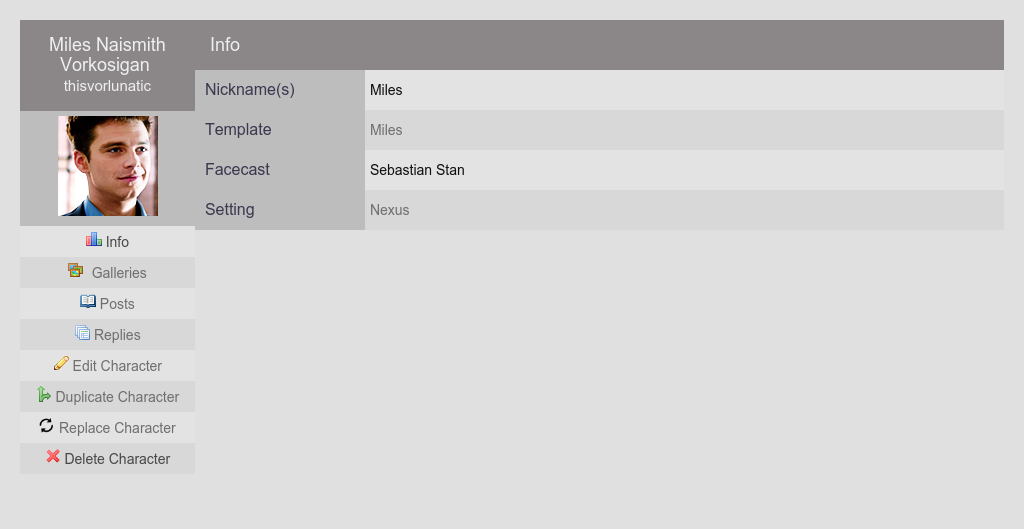 Miles Naismith
Vorkosigan
thisvorlunatic
Info
Galleries
Posts
Replies
Edit Character
Duplicate Character
Replace Character
Delete Character
Info
Nickname(s) Miles
Template Miles
Facecast Sebastian Stan
Setting Nexus